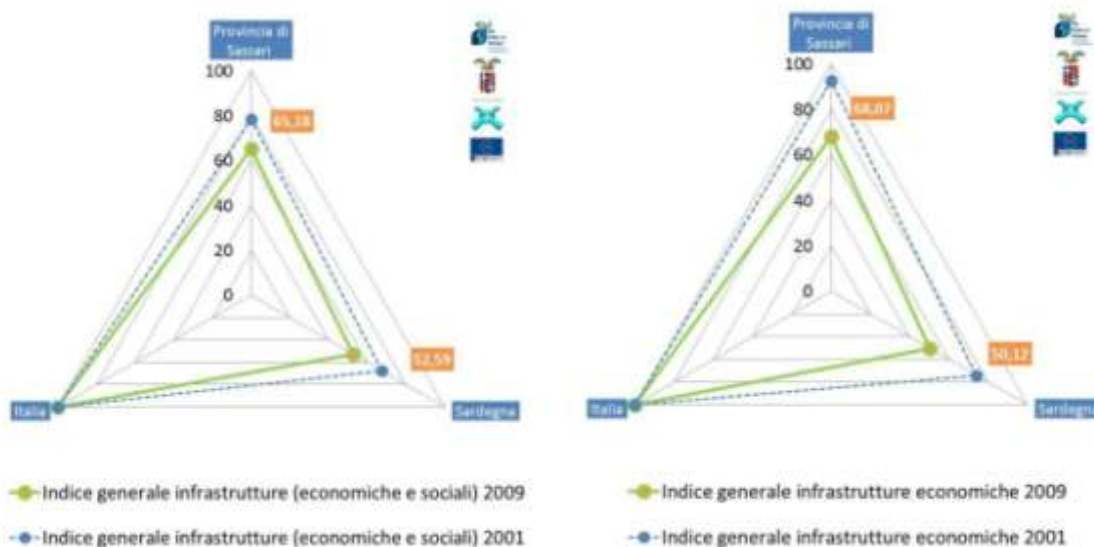 Provincia di
Sassari
100
80
60
40
20
0
65,18
52,59
Italia
Sardegna
Indice generale infrastrutture (economiche e sociali) 2009
Indice generale infrastrutture (economiche e sociali) 2001
Provincia di
Sassari
100
80
60
40
20
0
68,07
50,12
Italia
Sardegna
Indice generale infrastrutture economiche 2009
Indice generale infrastrutture economiche 2001